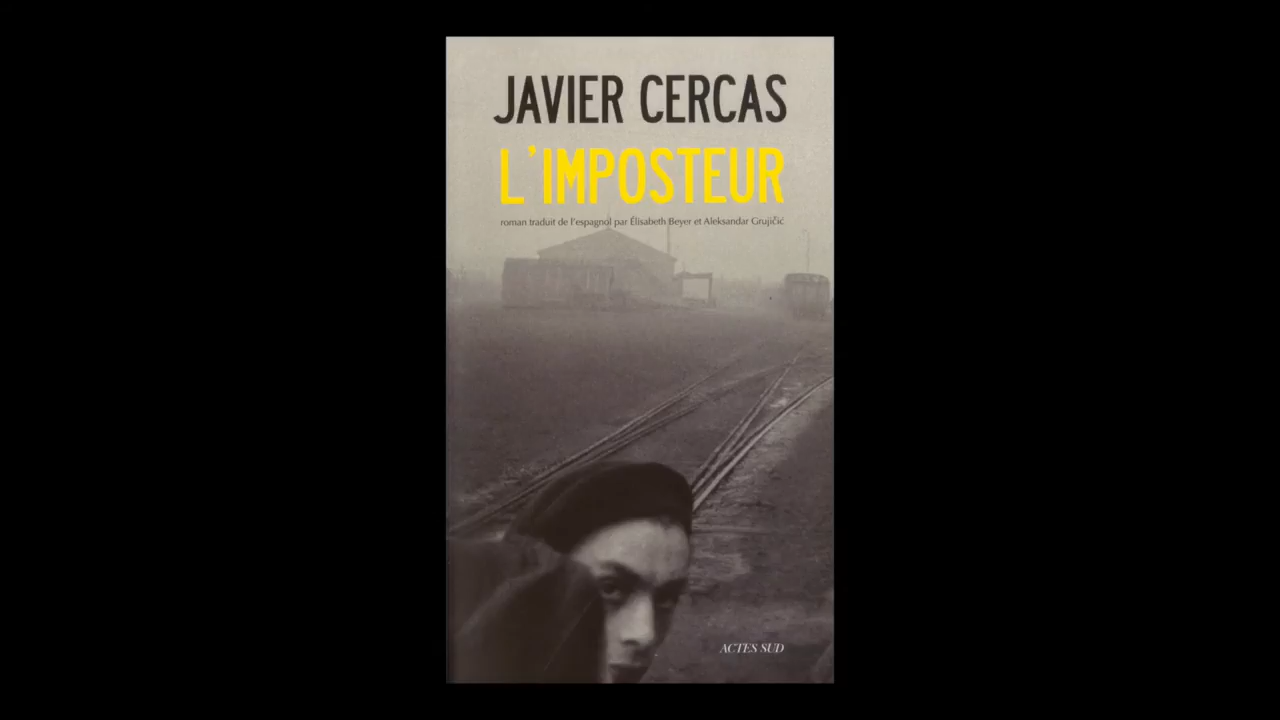 JAVIER CERCAS
L'IMPOSTEUR
roman traduit de l'espagnol par Élisabeth Beyer et Aleksandar Grujičić
ACTES SUD